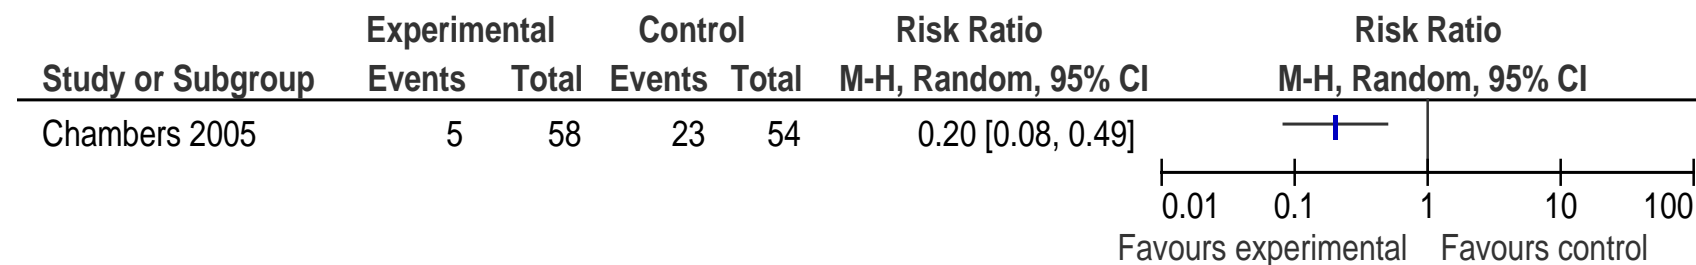 Experimental Control Risk Ratio Risk Ratio
Study or Subgroup Events Total Events Total M-H, Random, 95% CI M-H, Random, 95% CI
Chambers 2005 5 58 23 54 0.20 [0.08, 0.49]
0.01 0.1 1 10 100
Favours experimental Favours control